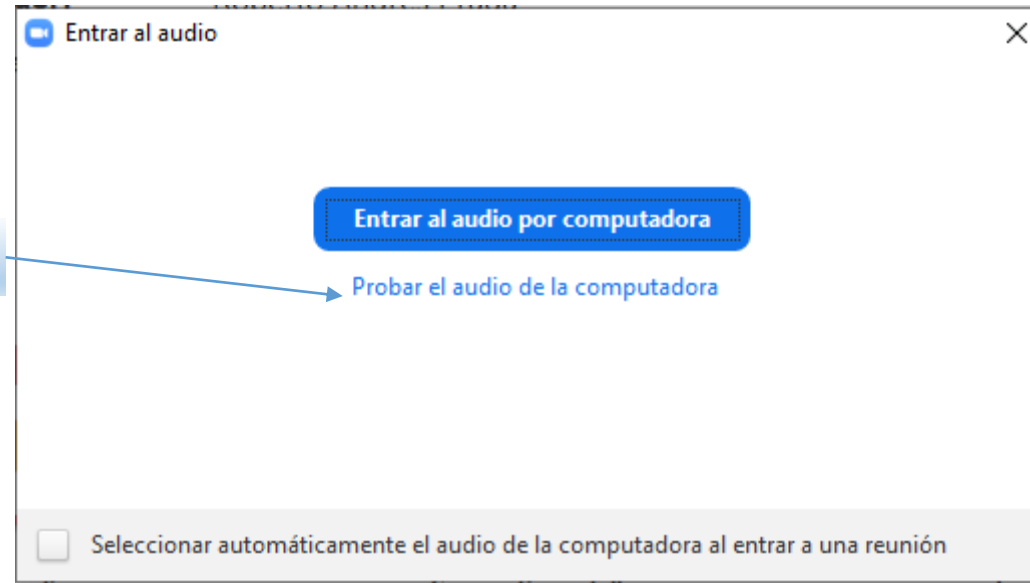 Entrar al audio
Entrar al audio por computadora
Probar el audio de la computadora
Seleccionar automáticamente el audio de la computadora al entrar a una reunión